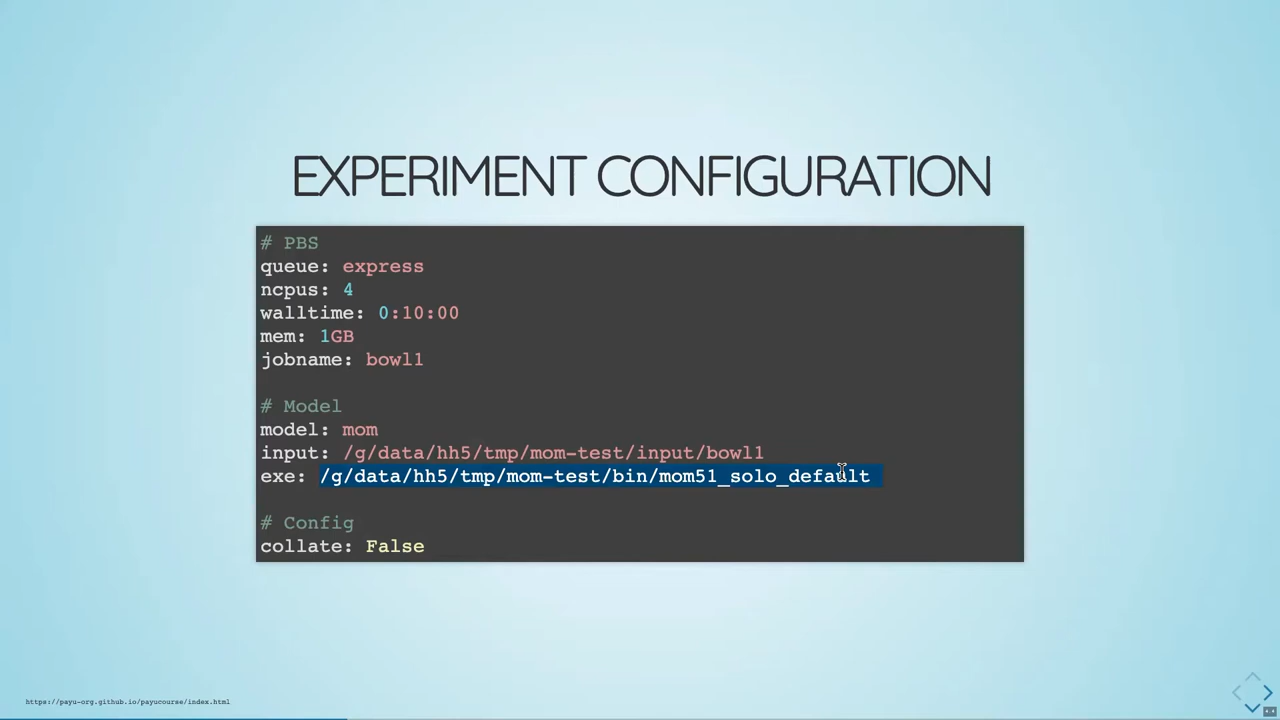 EXPERIMENT CONFIGURATION
# PBS
queue: express
ncpus: 4
walltime: 0:10:00
mem: 1GB
jobname: bowl1
# Model
model: mom
input: /g/data/hh5/tmp/mom-test/input/bowl1
exe: /g/data/hh5/tmp/mom-test/bin/mom51_solo_default
# Config
collate: False
https://payu-org.github.io/payucourse/index.html